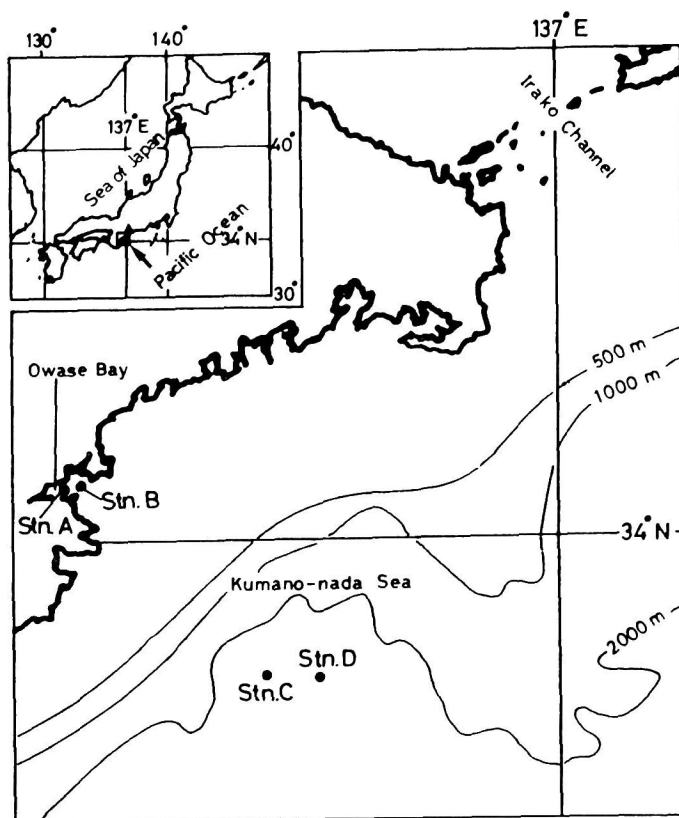 130°
140°
137°E
137°E
Irako Channel
40°
Sea of Japan
34°N
Pacific Ocean
30°
500 m
1000 m
Owase Bay
Stn. B
Stn. A
34°N
Kumano-nada Sea
2000 m
Stn. D
Stn. C